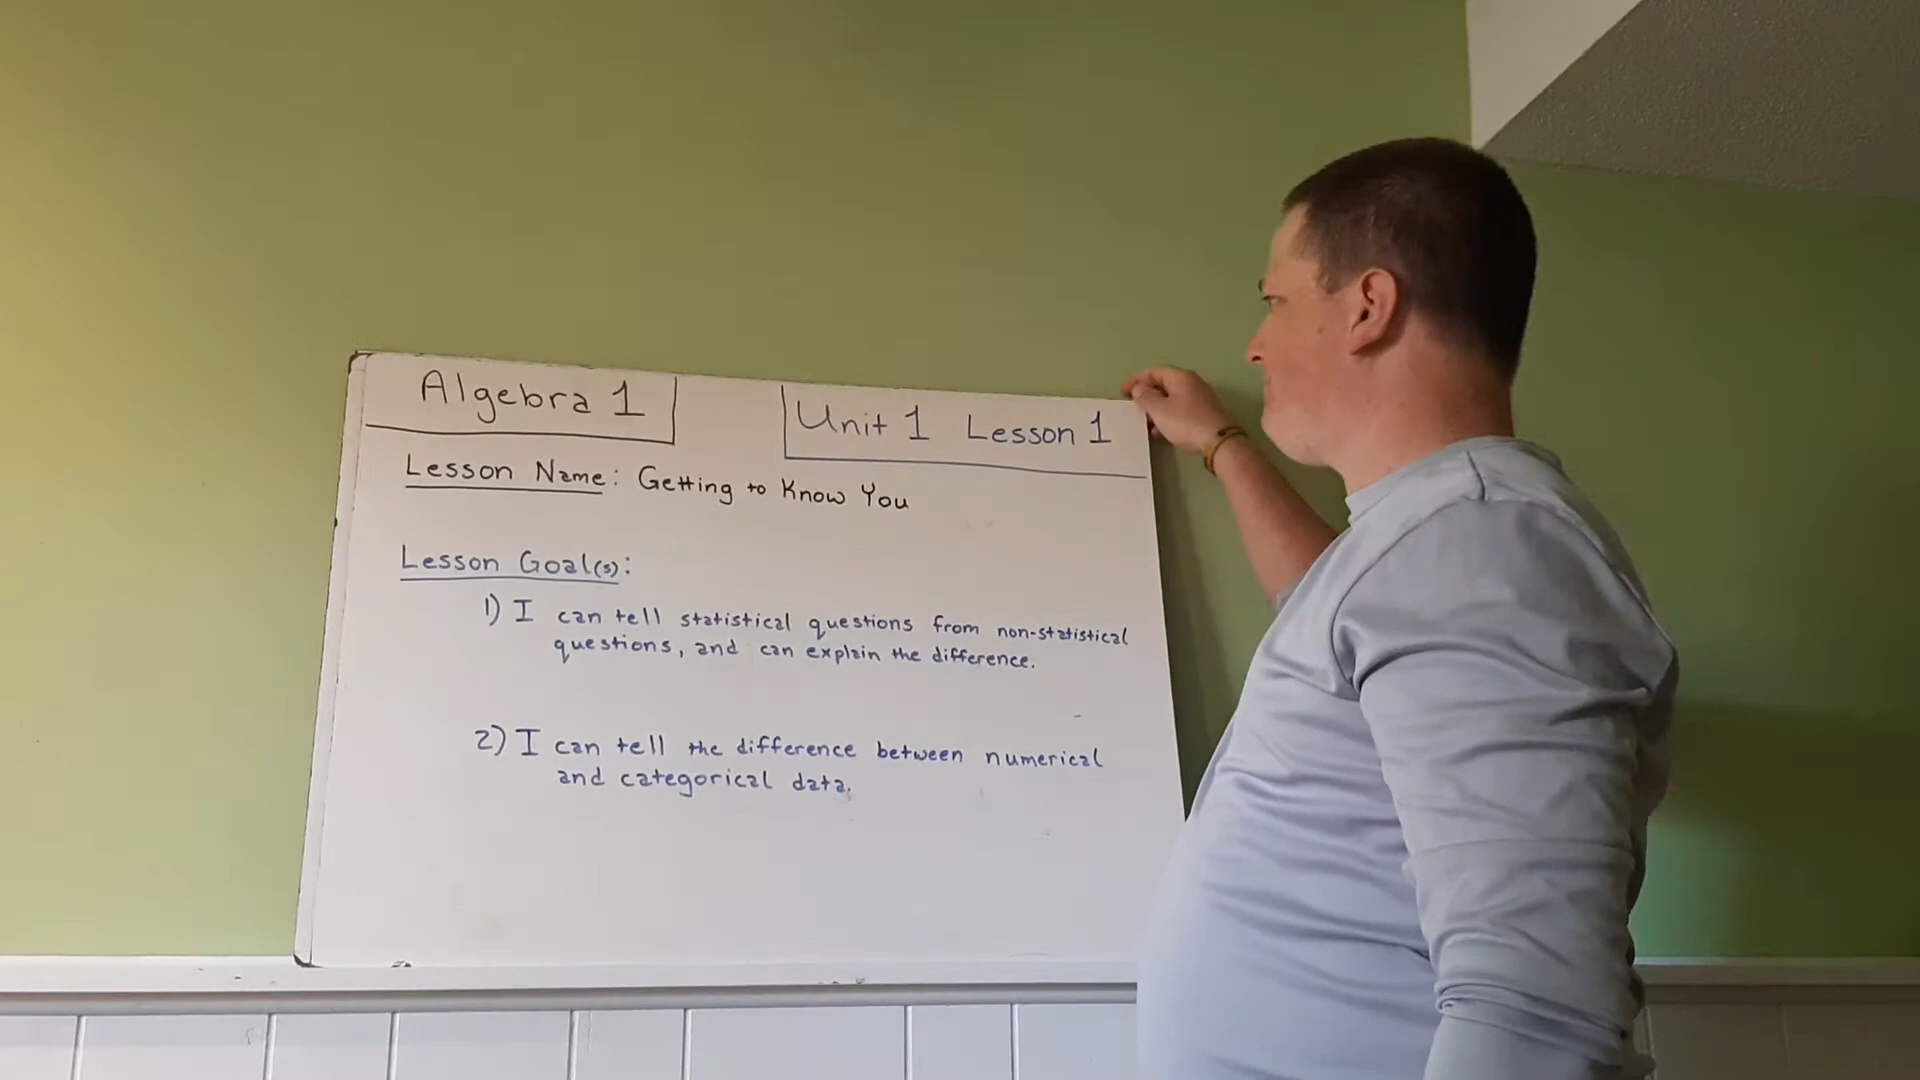 Algebra 1
Unit 1 Lesson 1
Lesson Name: Getting to Know You
Lesson Goal(s):
1) I can tell statistical questions from non-statistical
questions, and can explain the difference.
2) I can tell the difference between numerical
and categorical data.